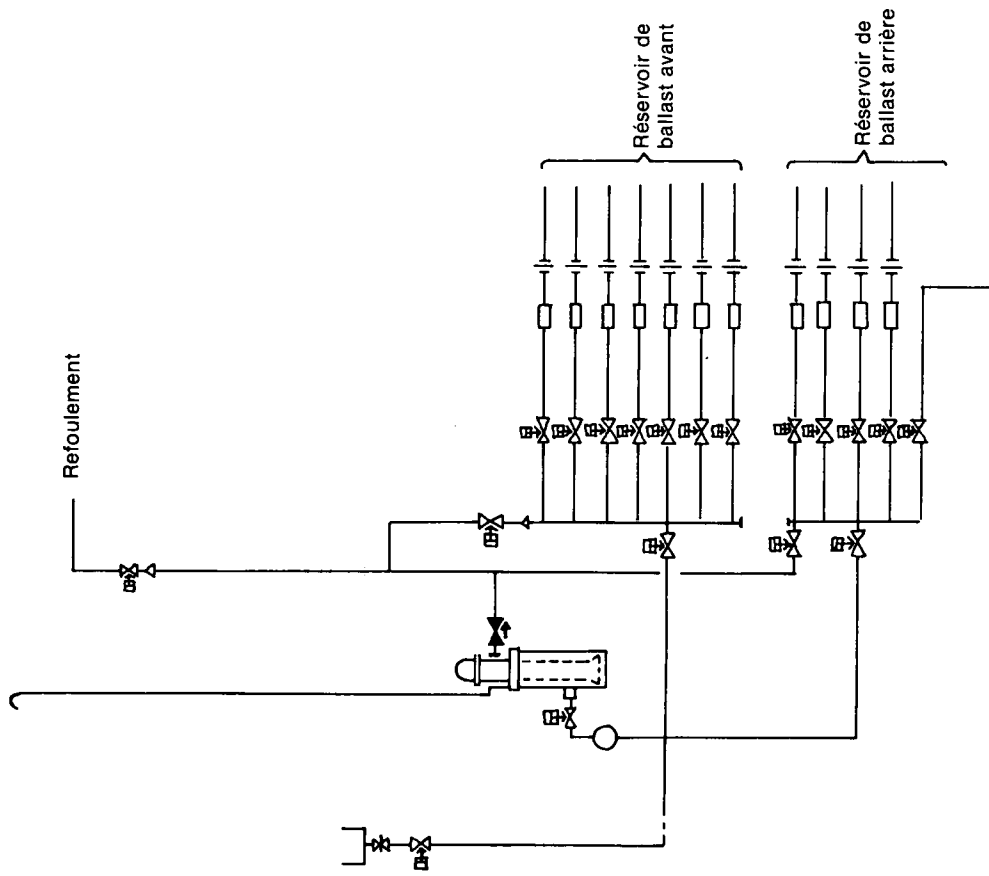 Refoulement
Réservoir de
ballast avant
Réservoir de
ballast arrière